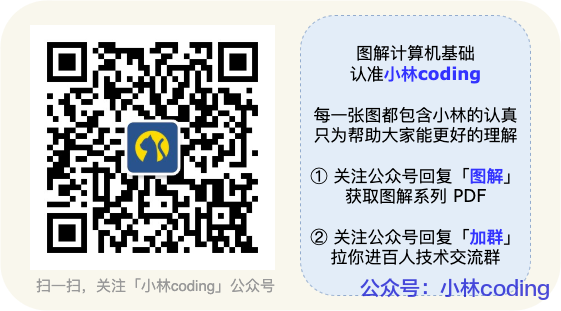 图解计算机基础
认准小林coding
每一张图都包含小林的认真
只为帮助大家能更好的理解
① 关注公众号回复「图解」
获取图解系列 PDF
② 关注公众号回复「加群」
拉你进百人技术交流群
扫一扫，关注「小林coding」公众号
公众号：小林coding